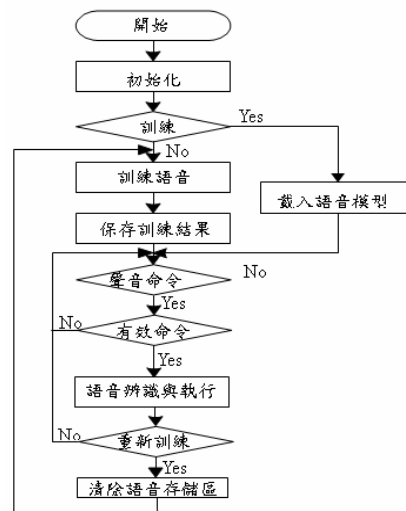 開始
初始化
訓練
Yes
No
訓練語音
載入語音模型
保存訓練結果
聲音命令
No
Yes
No
有效命令
Yes
語音辨識與執行
No
重新訓練
Yes
清除語音存儲區